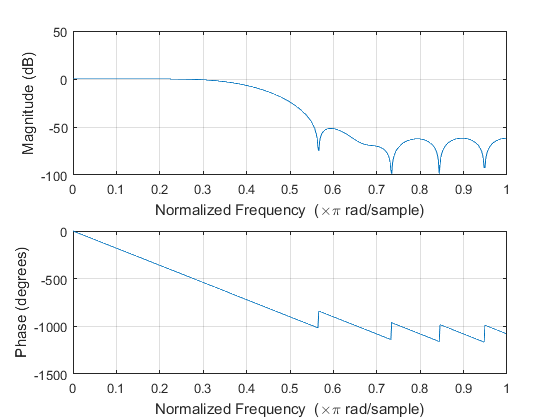 50
0
-50
-100
Magnitude (dB)
0 0.1 0.2 0.3 0.4 0.5 0.6 0.7 0.8 0.9 1
Normalized Frequency (×π rad/sample)
0
-500
-1000
-1500
Phase (degrees)
0 0.1 0.2 0.3 0.4 0.5 0.6 0.7 0.8 0.9 1
Normalized Frequency (×π rad/sample)